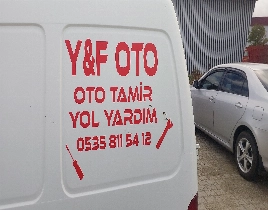 Y&F OTO
OTO TAMİR
YOL YARDIM
0535 811 54 12